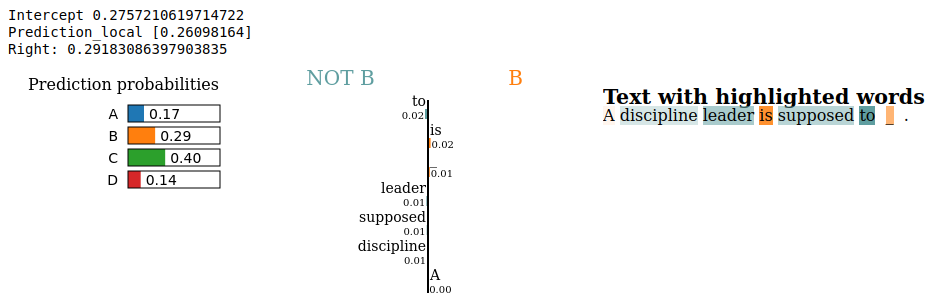 Intercept 0.2757210619714722
Prediction_local [0.26098164]
Right: 0.29183086397903835
Prediction probabilities
A 0.17
B 0.29
C 0.40
D 0.14
NOT B B
to
0.02
is
0.02
_
0.01
leader
0.01
supposed
0.01
discipline
0.01
A
0.00
Text with highlighted words
A discipline leader is supposed to _ .